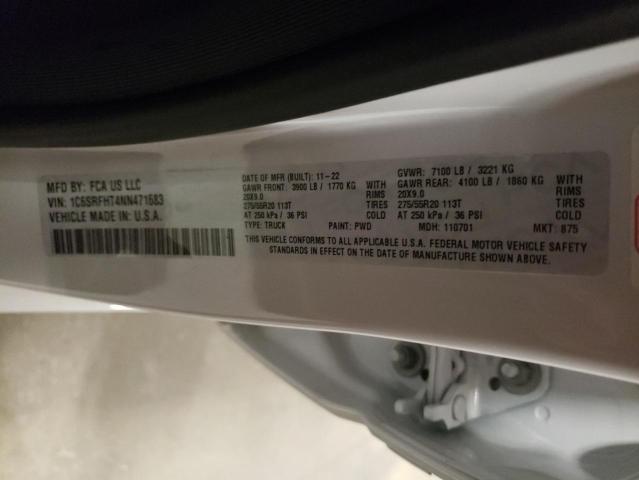 MFD BY: FCA US LLC
VIN: 1C6SRFHT4NN471683
VEHICLE MADE IN: U.S.A.
DATE OF MFR (BUILT): 11-22
GAWR FRONT: 3900 LB / 1770 KG WITH
20X9.0 RIMS
275/55R20 113T TIRES
AT 250 kPa / 36 PSI COLD
TYPE: TRUCK PAINT: PWD
GVWR: 7100 LB / 3221 KG
GAWR REAR: 4100 LB / 1860 KG WITH
20X9.0 RIMS
275/55R20 113T TIRES
AT 250 kPa / 36 PSI COLD
MDH: 110701 MKT: 875
THIS VEHICLE CONFORMS TO ALL APPLICABLE U.S.A. FEDERAL MOTOR VEHICLE SAFETY
STANDARDS IN EFFECT ON THE DATE OF MANUFACTURE SHOWN ABOVE.